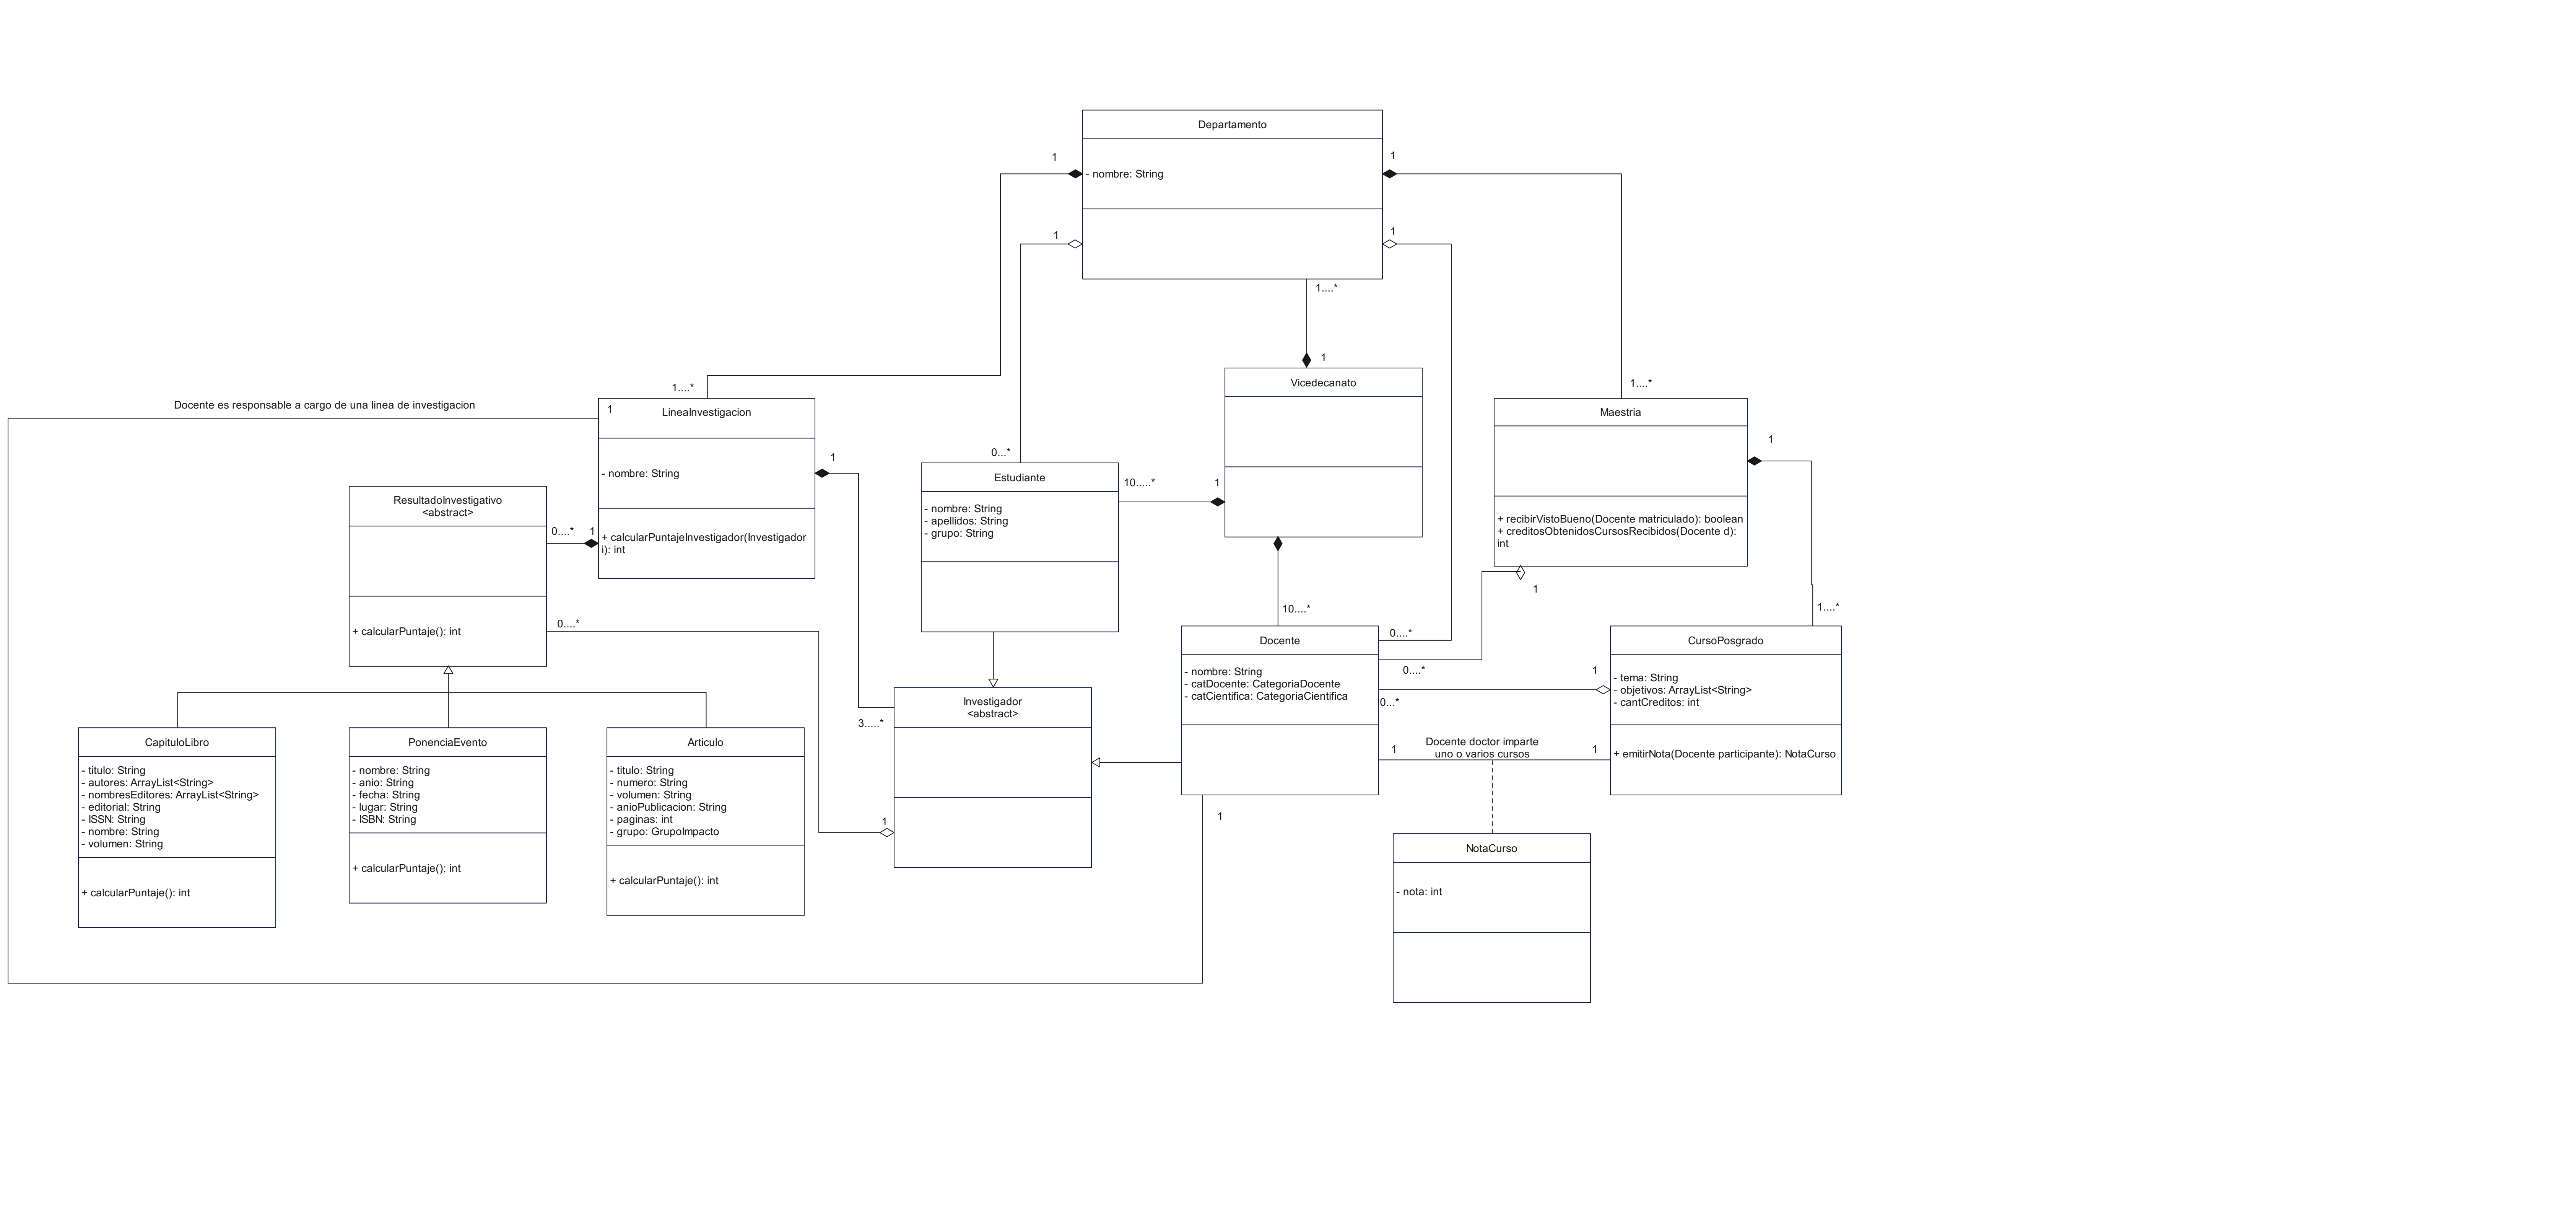 Departamento
1
1
- nombre: String
1
1
1....*
1
Vicedecanato
1....*
1....*
Docente es responsable a cargo de una linea de investigacion
1
LineaInvestigacion
Maestria
1
0...*
1
- nombre: String
Estudiante
10.....*
1
ResultadoInvestigativo
<abstract>
- nombre: String
- apellidos: String
- grupo: String
0....*
1
+ calcularPuntajeInvestigador(Investigador
i): int
+ recibirVistoBueno(Docente matriculado): boolean
+ creditosObtenidosCursosRecibidos(Docente d):
int
1
10....*
1....*
0....*
+ calcularPuntaje(): int
Docente
0....*
CursoPosgrado
- nombre: String
- catDocente: CategoriaDocente
- catCientifica: CategoriaCientifica
0....*
1
- tema: String
- objetivos: ArrayList<String>
- cantCreditos: int
0...*
Investigador
<abstract>
3.....*
CapituloLibro
PonenciaEvento
Articulo
Docente doctor imparte
uno o varios cursos
1
1
+ emitirNota(Docente participante): NotaCurso
- titulo: String
- autores: ArrayList<String>
- nombresEditores: ArrayList<String>
- editorial: String
- ISSN: String
- nombre: String
- volumen: String
- nombre: String
- anio: String
- fecha: String
- lugar: String
- ISBN: String
- titulo: String
- numero: String
- volumen: String
- anioPublicacion: String
- paginas: int
- grupo: GrupoImpacto
1
1
NotaCurso
+ calcularPuntaje(): int
+ calcularPuntaje(): int
+ calcularPuntaje(): int
- nota: int